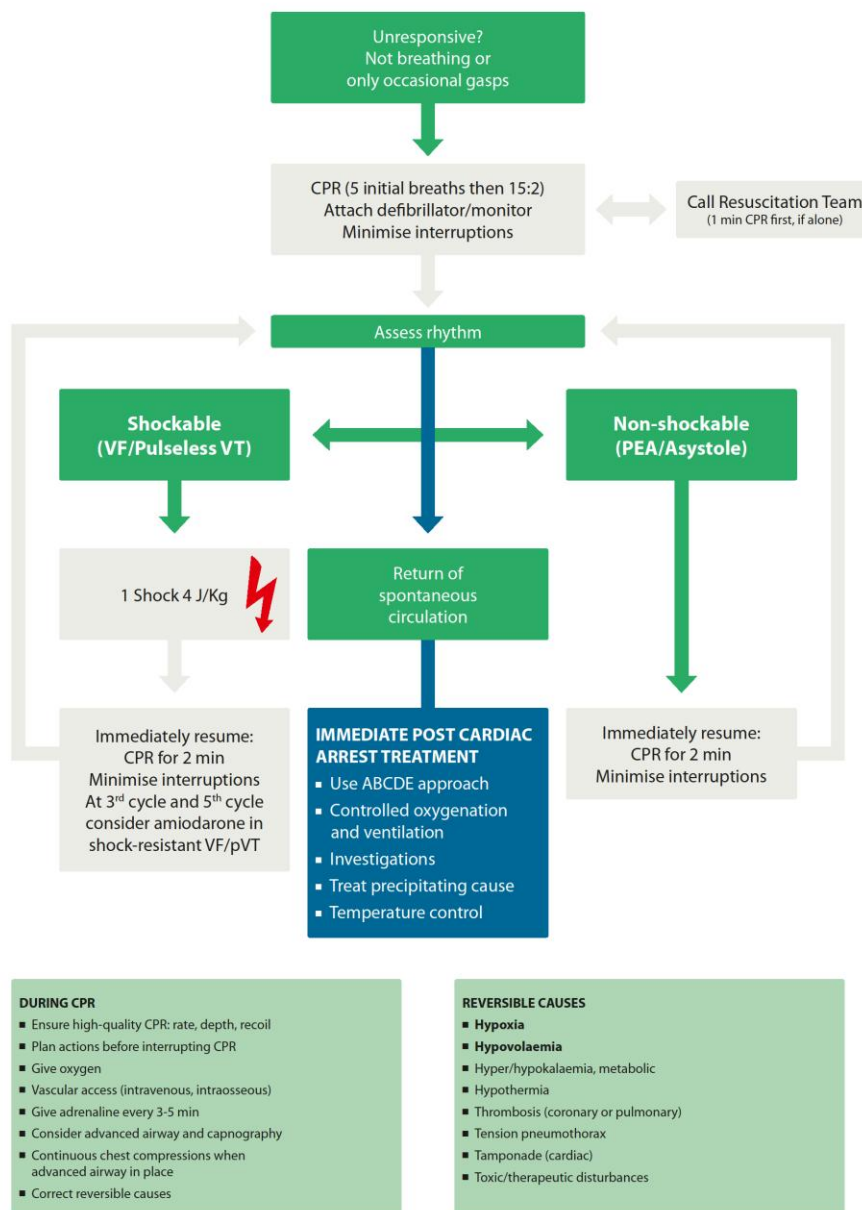 Unresponsive?
Not breathing or
only occasional gasps
CPR (5 initial breaths then 15:2)
Attach defibrillator/monitor
Minimise interruptions
Call Resuscitation Team
(1 min CPR first, if alone)
Assess rhythm
Shockable
(VF/Pulseless VT)
Non-shockable
(PEA/Asystole)
1 Shock 4 J/Kg
Return of
spontaneous
circulation
Immediately resume:
CPR for 2 min
Minimise interruptions
At 3rd cycle and 5th cycle
consider amiodarone in
shock-resistant VF/pVT
IMMEDIATE POST CARDIAC
ARREST TREATMENT
▪ Use ABCDE approach
▪ Controlled oxygenation
and ventilation
▪ Investigations
▪ Treat precipitating cause
▪ Temperature control
Immediately resume:
CPR for 2 min
Minimise interruptions
DURING CPR
▪ Ensure high-quality CPR: rate, depth, recoil
▪ Plan actions before interrupting CPR
▪ Give oxygen
▪ Vascular access (intravenous, intraosseous)
▪ Give adrenaline every 3-5 min
▪ Consider advanced airway and capnography
▪ Continuous chest compressions when
advanced airway in place
▪ Correct reversible causes
REVERSIBLE CAUSES
▪ Hypoxia
▪ Hypovolaemia
▪ Hyper/hypokalaemia, metabolic
▪ Hypothermia
▪ Thrombosis (coronary or pulmonary)
▪ Tension pneumothorax
▪ Tamponade (cardiac)
▪ Toxic/therapeutic disturbances